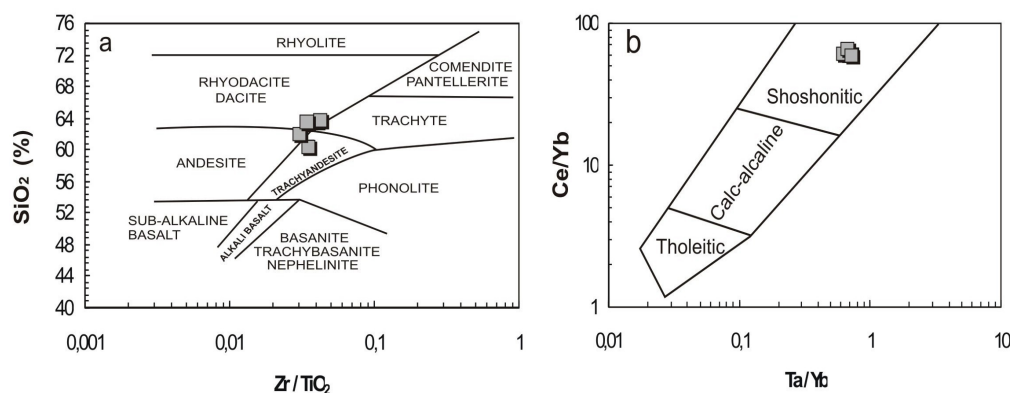 a
SiO₂ (%)
76
72
68
64
60
56
52
48
44
40
RHYOLITE
COMENDITE
PANTELLERITE
RHYODACITE
DACITE
TRACHYTE
ANDESITE
TRACHYANDESITE
PHONOLITE
SUB-ALKALINE
BASALT
ALKALI BASALT
BASANITE
TRACHYBASANITE
NEPHELINITE
0,001
0,01
0,1
1
Zr/TiO₂
b
Ce/Yb
100
10
1
Shoshonitic
Calc-alcaline
Tholeitic
0,01
0,1
1
10
Ta/Yb